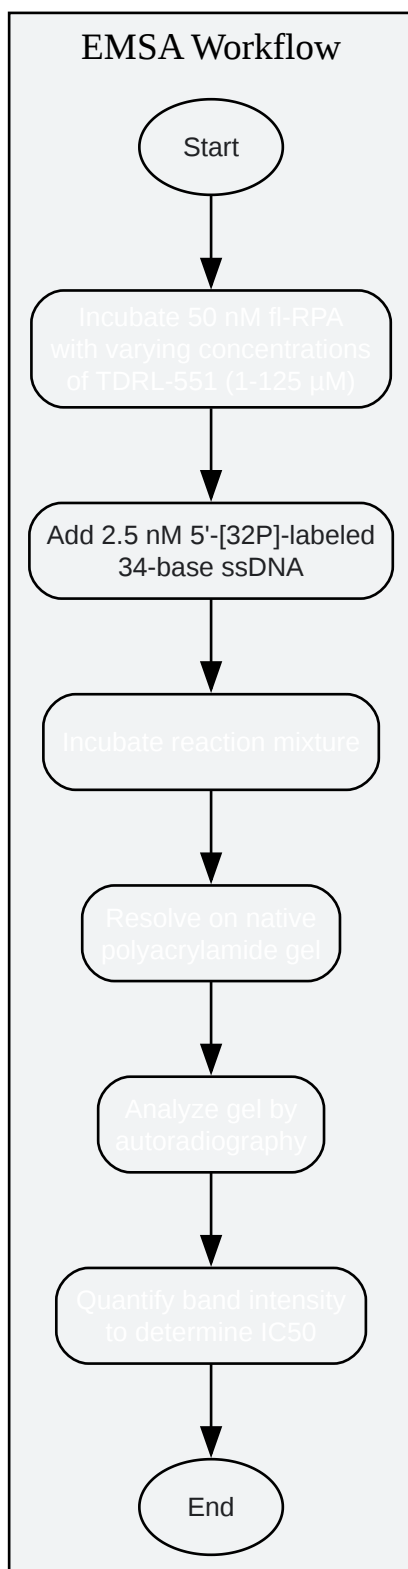 EMSA Workflow
Start
Incubate 50 nM fl-RPA
with varying concentrations
of TDRL-551 (1-125 µM)
Add 2.5 nM 5'-[32P]-labeled
34-base ssDNA
Incubate reaction mixture
Resolve on native
polyacrylamide gel
Analyze gel by
autoradiography
Quantify band intensity
to determine IC50
End